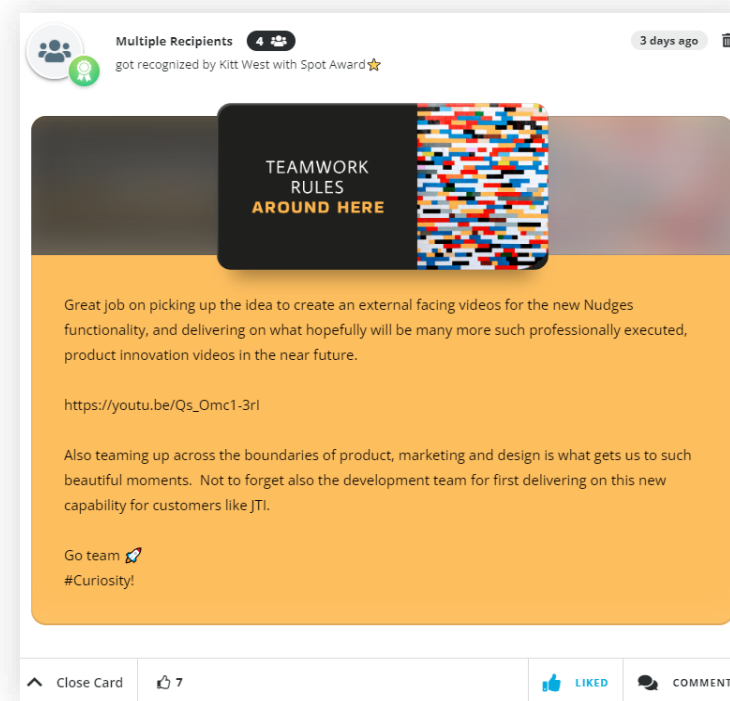 Multiple Recipients 4
3 days ago
got recognized by Kitt West with Spot Award
TEAMWORK
RULES
AROUND HERE
Great job on picking up the idea to create an external facing videos for the new Nudges
functionality, and delivering on what hopefully will be many more such professionally executed,
product innovation videos in the near future.
https://youtu.be/Qs_Omc1-3rI
Also teaming up across the boundaries of product, marketing and design is what gets us to such
beautiful moments.  Not to forget also the development team for first delivering on this new
capability for customers like JTI.
Go team 🚀
#Curiosity!
Close Card 7 LIKED COMMENT